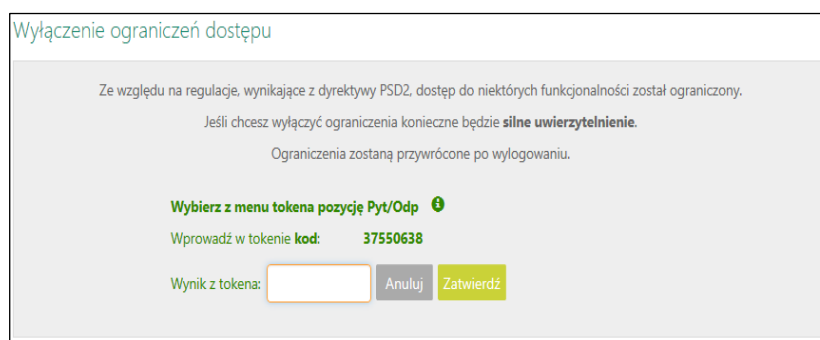 Wyłączenie ograniczeń dostępu
Ze względu na regulacje, wynikające z dyrektywy PSD2, dostęp do niektórych funkcjonalności został ograniczony.
Jeśli chcesz wyłączyć ograniczenia konieczne będzie silne uwierzytelnienie.
Ograniczenia zostaną przywrócone po wylogowaniu.
Wybierz z menu tokena pozycję Pyt/Odp
Wprowadź w tokenie kod: 37550638
Wynik z tokena: Anuluj Zatwierdź